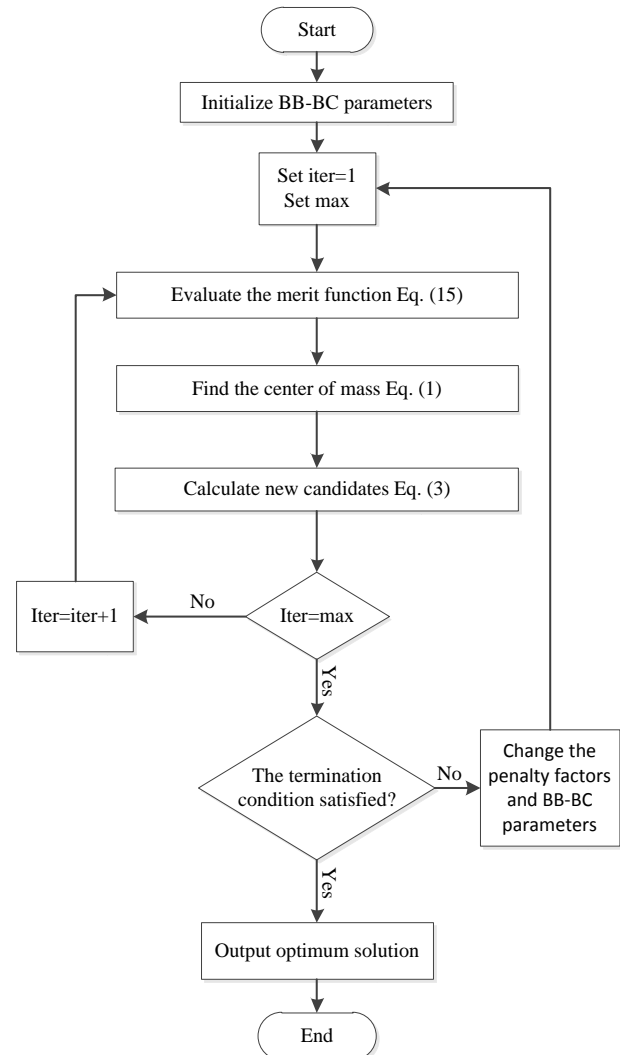 Start
Initialize BB-BC parameters
Set iter=1
Set max
Evaluate the merit function Eq. (15)
Find the center of mass Eq. (1)
Calculate new candidates Eq. (3)
Iter=iter+1
No
Iter=max
Yes
The termination
condition satisfied?
No
Change the
penalty factors
and BB-BC
parameters
Yes
Output optimum solution
End